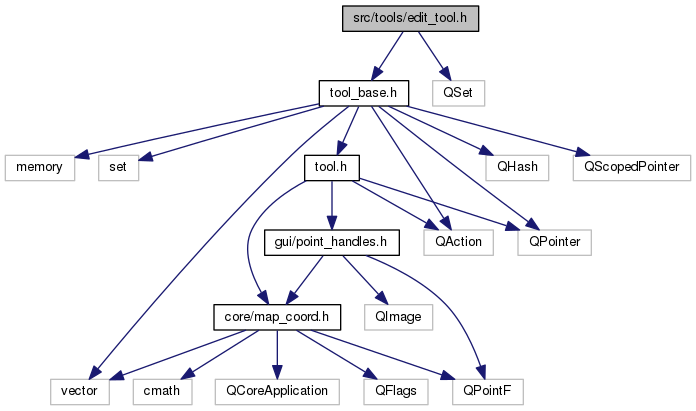 src/tools/edit_tool.h
tool_base.h
QSet
memory
set
tool.h
QHash
QScopedPointer
gui/point_handles.h
QAction
QPointer
core/map_coord.h
QImage
vector
cmath
QCoreApplication
QFlags
QPointF